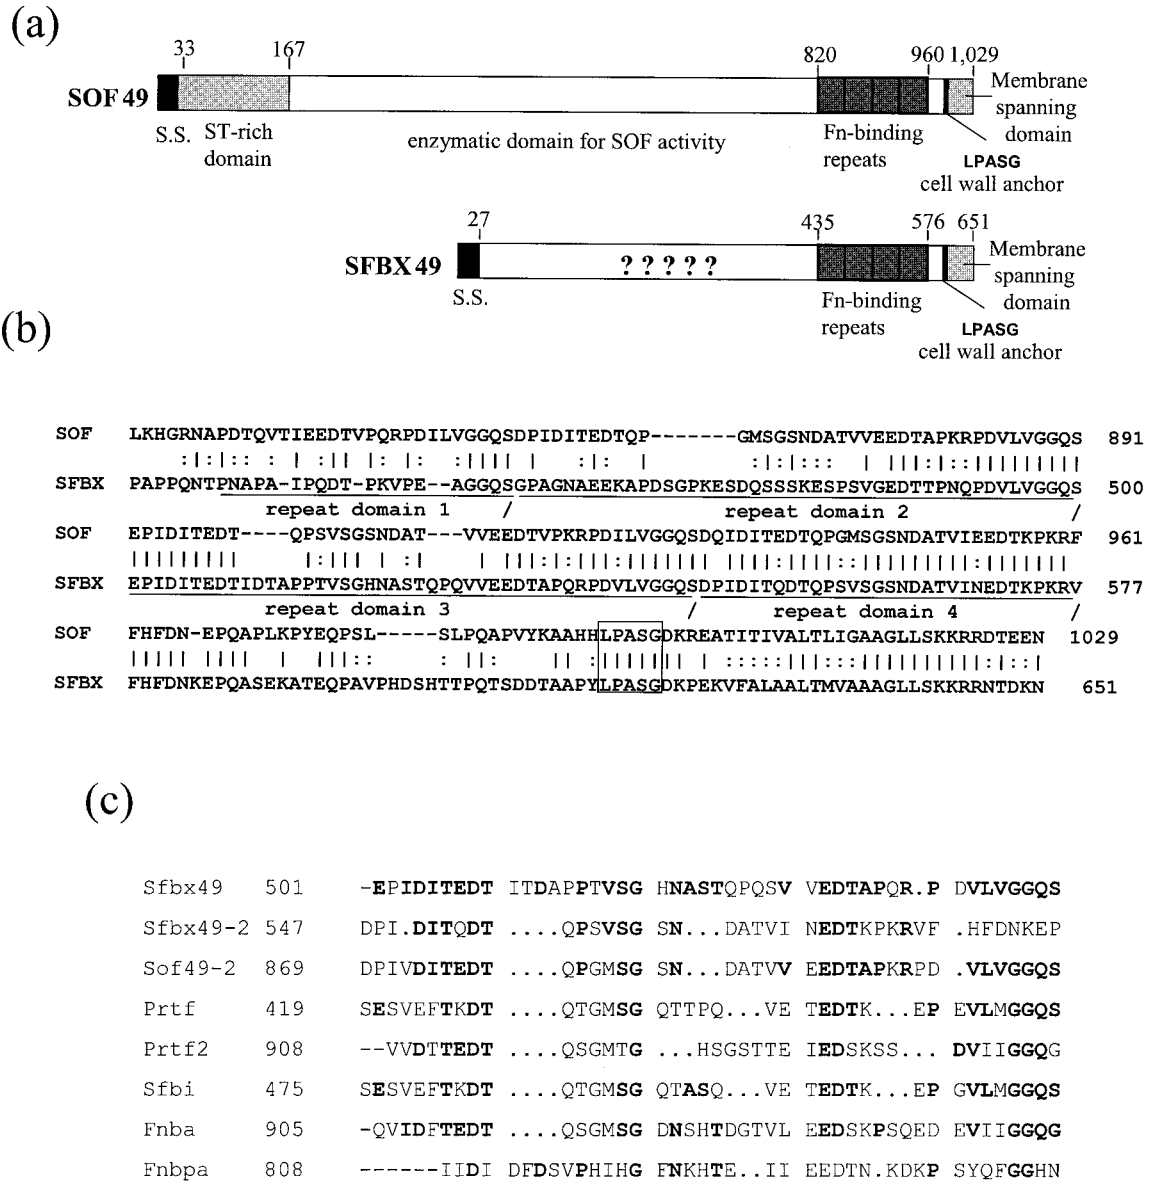 (a)
33 167 820 960 1,029
SOF 49
Membrane spanning domain
S.S. ST-rich domain
enzymatic domain for SOF activity
Fn-binding repeats
LPASG
cell wall anchor
27 435 576 651
SFBX 49
? ? ? ? ?
Membrane spanning domain
S.S.
Fn-binding repeats
LPASG
cell wall anchor
(b)
SOF LKHGRNAPDTQVTIEEDTVPQRPDILVGGQSDPIDITEDTQP-------GMSGSNDATVVEEDTAPKRPDVLVGGQS 891
SFBX PAPPQNTPNAPA-IPQDT-PKVPE--AGGQSGPAGNAEEKAPDSGPKESDQSSSKESPSVGEDTTPNQPDVLVGGQS 500
repeat domain 1 / repeat domain 2 /
SOF EPIDITEDT----QPSVSGSNDAT---VVEEDTVPKRPDILVGGQSDQIDITEDTQPGMSGSNDATVIEEDTKPKRF 961
SFBX EPIDITEDTIDTAPPTVSGHNASTQPQVVEEDTAPQRPDVLVGGQSDPIDITQDTQPSVSGSNDATVINEDTKPKRV 577
repeat domain 3 / repeat domain 4 /
SOF FHFDN-EPQAPLKPYEQPSL-----SLPQAPVYKAAHHLPASGDKREATITIVALTLIGAAGLLSKKRRDTEEN 1029
SFBX FHFDNKEPQASEKATEQPAVPHDSHTTPQTSDDTAAPYLPASGDKPEKVFALAALTMVAAAGLLSKKRRNTDKN 651
(c)
Sfbx49 501 -EPIDITEDT ITDAPPTVSG HNASTQPQSV VEDTAPQR.P DVLVGGQS
Sfbx49-2 547 DPI.DITQDT ....QPSVSG SN...DATVI NEDTKPKRVF .HFDNKEP
Sof49-2 869 DPIVDITEDT ....QPGMSG SN...DATVV EEDTAPKRPD .VLVGGQS
Prtf 419 SESVEFTKDT ....QTGMSG QTTPQ...VE TEDTK...EP EVLMGGQS
Prtf2 908 --VVDTTEDT ....QSGMTG ...HSGSTTE IEDSKSS... DVIIGGQG
Sfbi 475 SESVEFTKDT ....QTGMSG QTASQ...VE TEDTK...EP GVLMGGQS
Fnba 905 -QVIDFTEDT ....QSGMSG DNSHTDGTVL EEDSKPSQED EVIIGGQG
Fnbpa 808 ------IIDI DFDSVPHIHG FNKHTE..II EEDTN.KDKP SYQFGGHN